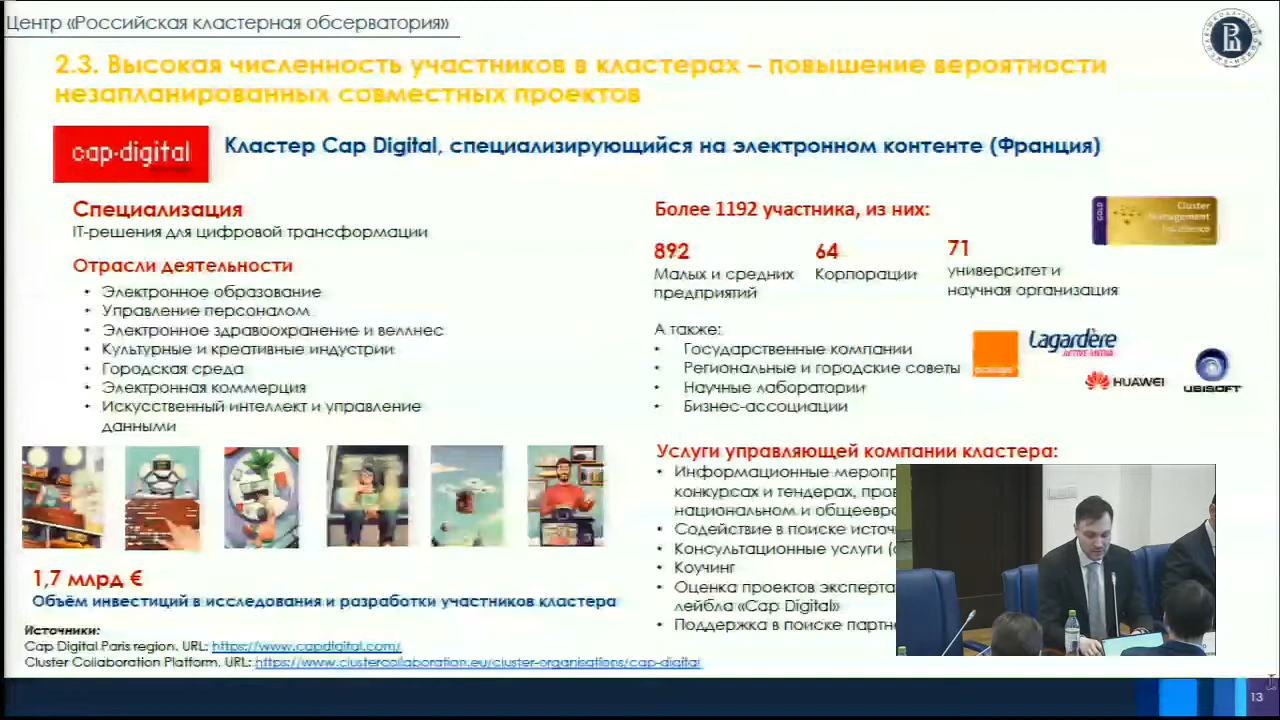 Центр «Российская кластерная обсерватория»
2.3. Высокая численность участников в кластерах – повышение вероятности
незапланированных совместных проектов
cap·digital
Кластер Cap Digital, специализирующийся на электронном контенте (Франция)
Специализация
IT-решения для цифровой трансформации
Отрасли деятельности
• Электронное образование
• Управление персоналом
• Электронное здравоохранение и веллнес
• Культурные и креативные индустрии
• Городская среда
• Электронная коммерция
• Искусственный интеллект и управление
данными
1,7 млрд €
Объём инвестиций в исследования и разработки участников кластера
Источники:
Cap Digital Paris region. URL: https://www.capdigital.com/
Cluster Collaboration Platform. URL: https://www.clustercollaboration.eu/cluster-organisations/cap-digital
Более 1192 участника, из них:
GOLD
Cluster
Management
Excellence
892
Малых и средних
предприятий
64
Корпорации
71
университет и
научная организация
А также:
• Государственные компании
• Региональные и городские советы
• Научные лаборатории
• Бизнес-ассоциации
Lagardère
ACTIVE MEDIA
HUAWEI
UBISOFT
Услуги управляющей компании кластера:
• Информационные меропр
конкурсах и тендерах, пров
национальном и общеевро
• Содействие в поиске источ
• Консультационные услуги (
• Коучинг
• Оценка проектов эксперта
лейбла «Cap Digital»
• Поддержка в поиске партн
13